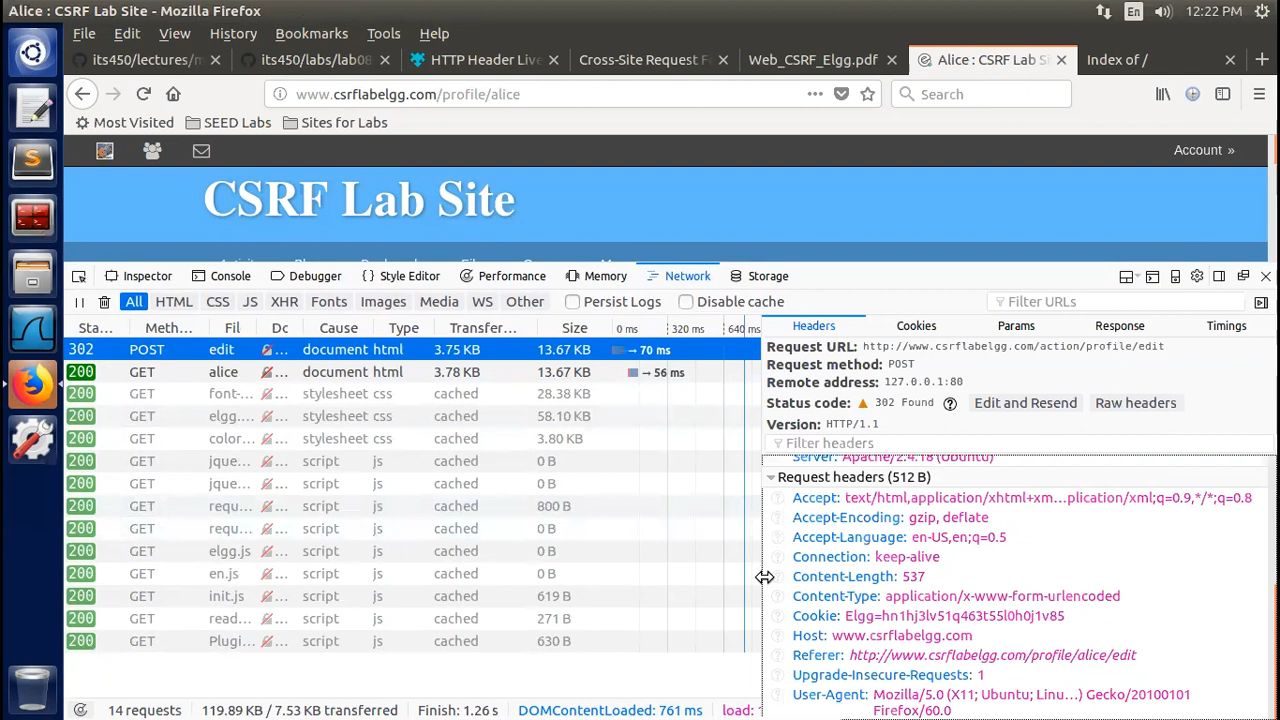 Alice : CSRF Lab Site - Mozilla Firefox En 12:22 PM
File Edit View History Bookmarks Tools Help
its450/lectures/m its450/labs/lab08 HTTP Header Live Cross-Site Request F Web_CSRF_Elgg.pdf Alice : CSRF Lab Si Index of /
www.csrflabelgg.com/profile/alice Search
Most Visited SEED Labs Sites for Labs
Account »
CSRF Lab Site
Inspector Console Debugger Style Editor Performance Memory Network Storage
All HTML CSS JS XHR Fonts Images Media WS Other Persist Logs Disable cache Filter URLs
Sta… Meth… Fil Dc Cause Type Transfer… Size 0 ms 320 ms 640 ms Headers Cookies Params Response Timings
302 POST edit … document html 3.75 KB 13.67 KB → 70 ms
200 GET alice … document html 3.78 KB 13.67 KB → 56 ms
200 GET font-… … stylesheet css cached 28.38 KB
200 GET elgg.… … stylesheet css cached 58.10 KB
200 GET color… … stylesheet css cached 3.80 KB
200 GET jque… … script js cached 0 B
200 GET jque… … script js cached 0 B
200 GET requ… … script js cached 800 B
200 GET requ… … script js cached 0 B
200 GET elgg.js … script js cached 0 B
200 GET en.js … script js cached 0 B
200 GET init.js … script js cached 619 B
200 GET read… … script js cached 271 B
200 GET Plugi… … script js cached 630 B
Request URL: http://www.csrflabelgg.com/action/profile/edit
Request method: POST
Remote address: 127.0.0.1:80
Status code: 302 Found ? Edit and Resend Raw headers
Version: HTTP/1.1
Filter headers
Server: Apache/2.4.18 (Ubuntu)
Request headers (512 B)
Accept: text/html,application/xhtml+xm…plication/xml;q=0.9,*/*;q=0.8
Accept-Encoding: gzip, deflate
Accept-Language: en-US,en;q=0.5
Connection: keep-alive
Content-Length: 537
Content-Type: application/x-www-form-urlencoded
Cookie: Elgg=hn1hj3lv51q463t55l0h0j1v85
Host: www.csrflabelgg.com
Referer: http://www.csrflabelgg.com/profile/alice/edit
Upgrade-Insecure-Requests: 1
User-Agent: Mozilla/5.0 (X11; Ubuntu; Linu…) Gecko/20100101
Firefox/60.0
14 requests 119.89 KB / 7.53 KB transferred Finish: 1.26 s DOMContentLoaded: 761 ms load: